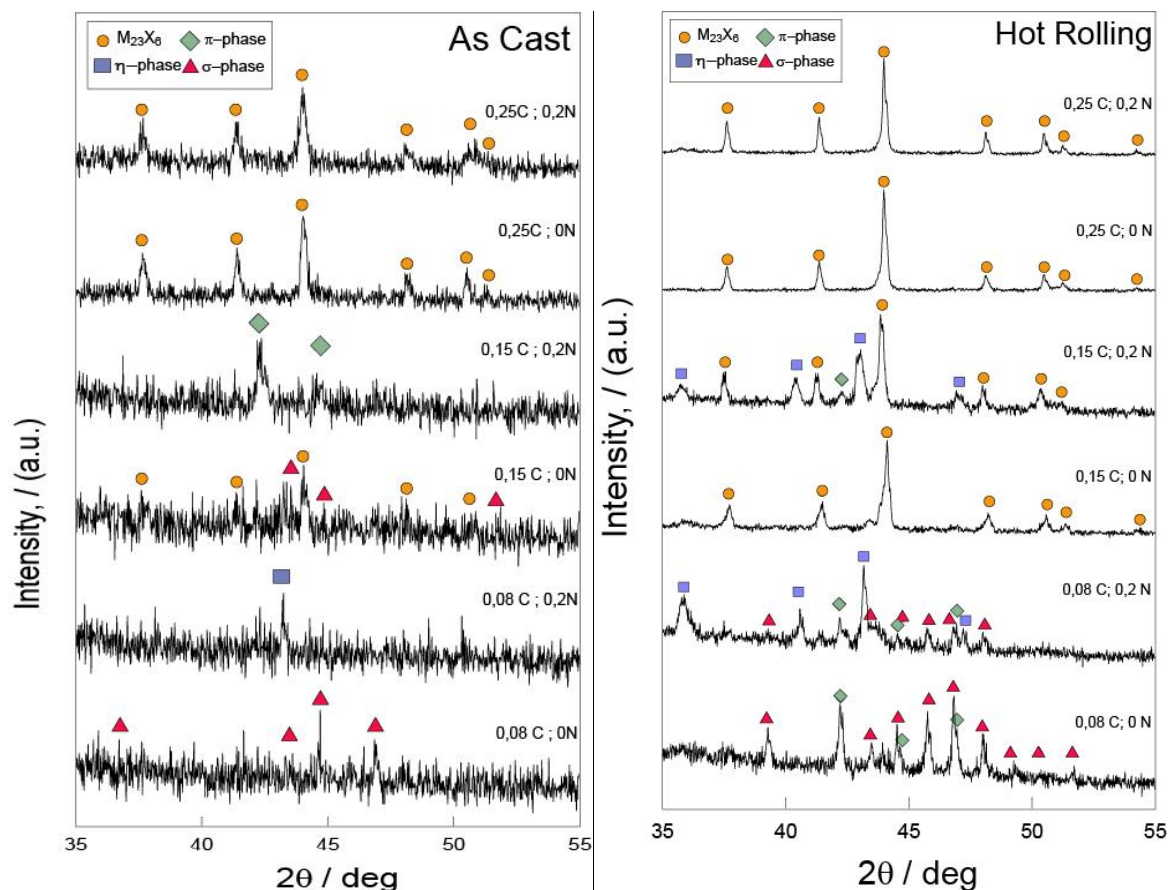 M₂₃X₆ π-phase
η-phase σ-phase
As Cast
0,25C ; 0,2N
0,25C ; 0N
0,15 C ; 0,2N
0,15 C ; 0N
0,08 C ; 0,2N
0,08 C ; 0N
Intensity, / (a.u.)
35 40 45 50 55
2θ / deg
M₂₃X₆ π-phase
η-phase σ-phase
Hot Rolling
0,25 C ; 0,2 N
0,25 C; 0 N
0,15 C; 0,2 N
0,15 C; 0 N
0,08 C; 0,2 N
0,08 C; 0 N
Intensity, / (a.u.)
35 40 45 50 55
2θ / deg